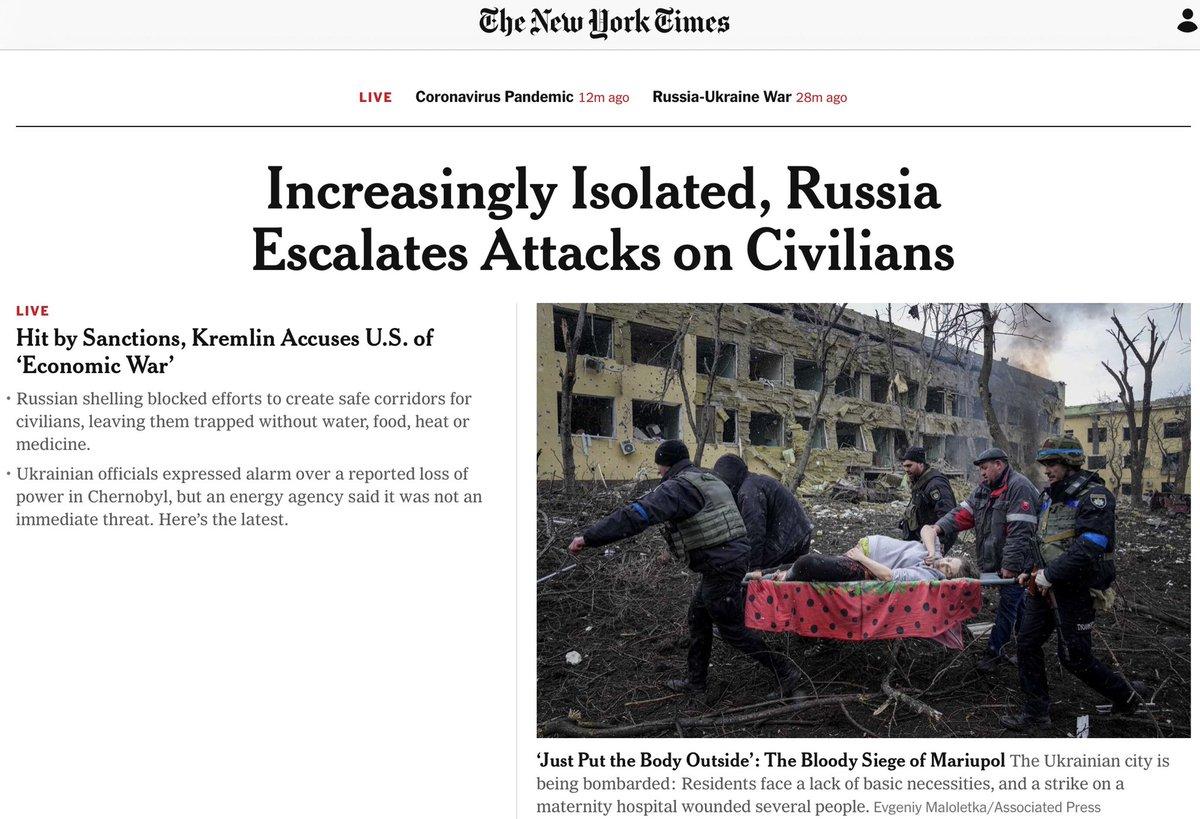 The New York Times
LIVE Coronavirus Pandemic 12m ago Russia-Ukraine War 28m ago
Increasingly Isolated, Russia
Escalates Attacks on Civilians
LIVE
Hit by Sanctions, Kremlin Accuses U.S. of
‘Economic War’
• Russian shelling blocked efforts to create safe corridors for
civilians, leaving them trapped without water, food, heat or
medicine.
• Ukrainian officials expressed alarm over a reported loss of
power in Chernobyl, but an energy agency said it was not an
immediate threat. Here’s the latest.
‘Just Put the Body Outside’: The Bloody Siege of Mariupol The Ukrainian city is
being bombarded: Residents face a lack of basic necessities, and a strike on a
maternity hospital wounded several people. Evgeniy Maloletka/Associated Press